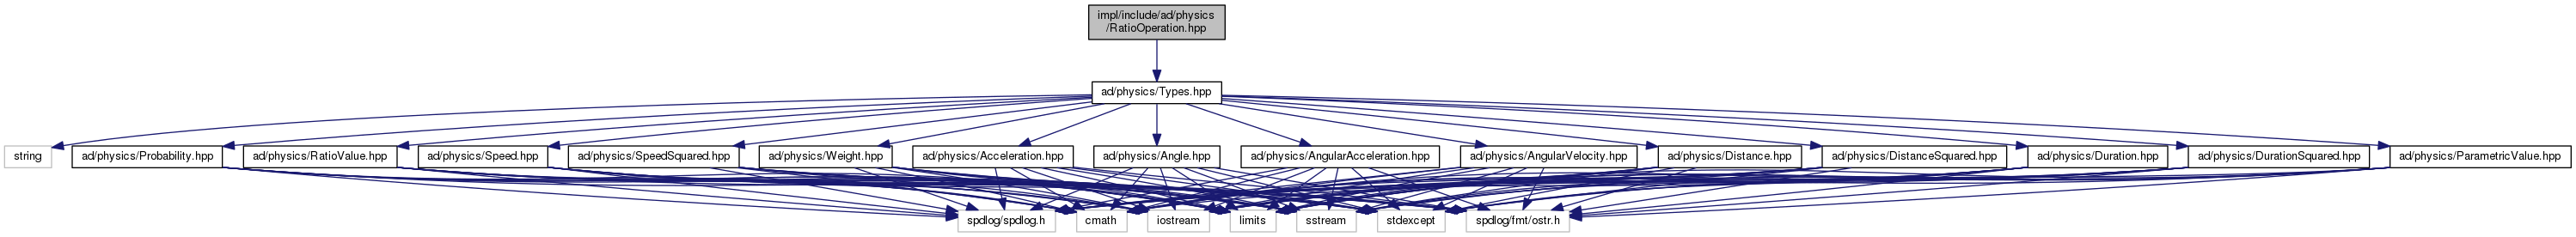 impl/include/ad/physics
/RatioOperation.hpp
ad/physics/Types.hpp
string
ad/physics/Probability.hpp
ad/physics/RatioValue.hpp
ad/physics/Speed.hpp
ad/physics/SpeedSquared.hpp
ad/physics/Weight.hpp
ad/physics/Acceleration.hpp
ad/physics/Angle.hpp
ad/physics/AngularAcceleration.hpp
ad/physics/AngularVelocity.hpp
ad/physics/Distance.hpp
ad/physics/DistanceSquared.hpp
ad/physics/Duration.hpp
ad/physics/DurationSquared.hpp
ad/physics/ParametricValue.hpp
spdlog/spdlog.h
cmath
iostream
limits
sstream
stdexcept
spdlog/fmt/ostr.h